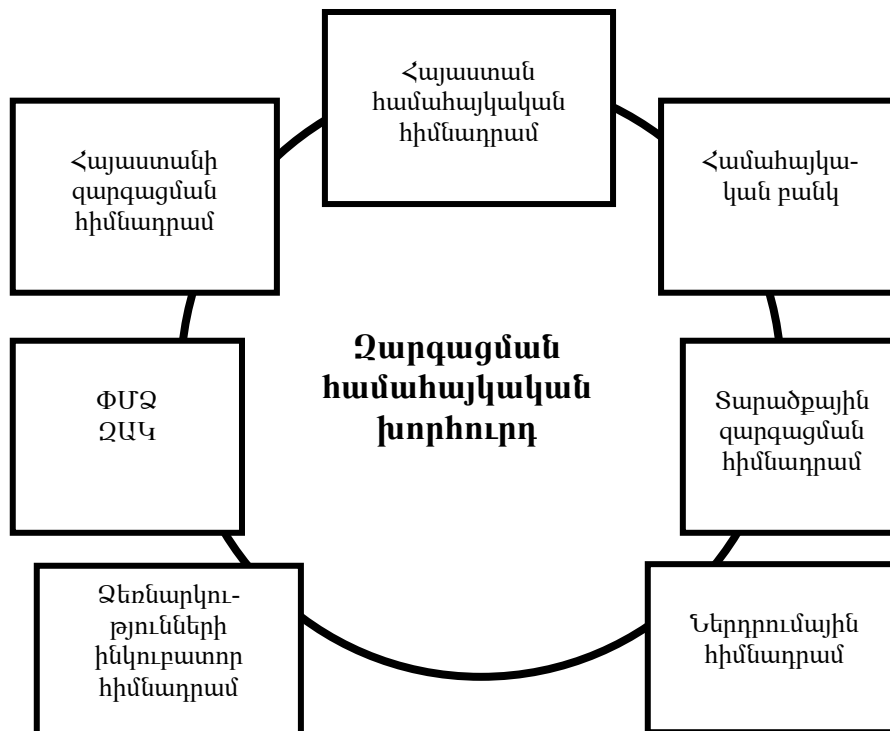 Հայաստան
համահայկական
հիմնադրամ
Հայաստանի
զարգացման
հիմնադրամ
Համահայկա-
կան բանկ
Զարգացման
համահայկական
խորհուրդ
ՓՄՁ
ԶԱԿ
Տարածքային
զարգացման
հիմնադրամ
Ձեռնարկու-
թյունների
ինկուբատոր
հիմնադրամ
Ներդրումային
հիմնադրամ